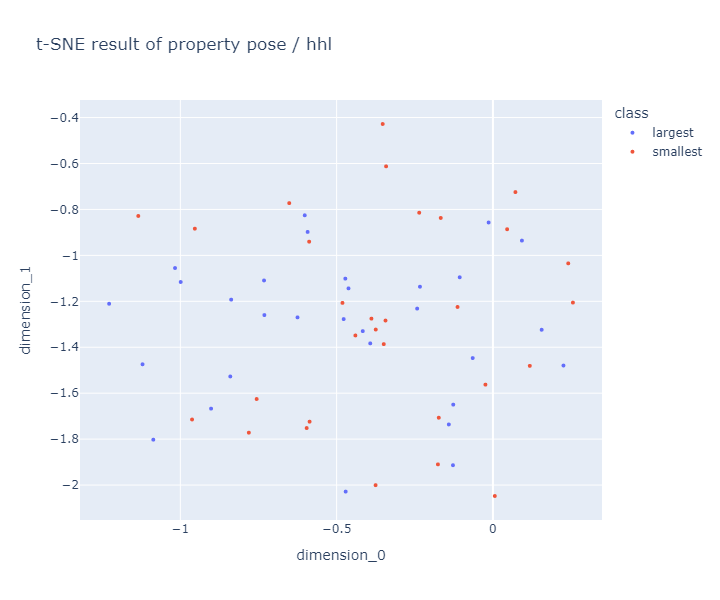 t-SNE result of property pose / hhl
class
largest
smallest
−0.4
−0.6
−0.8
−1
−1.2
−1.4
−1.6
−1.8
−2
dimension_1
−1
−0.5
0
dimension_0